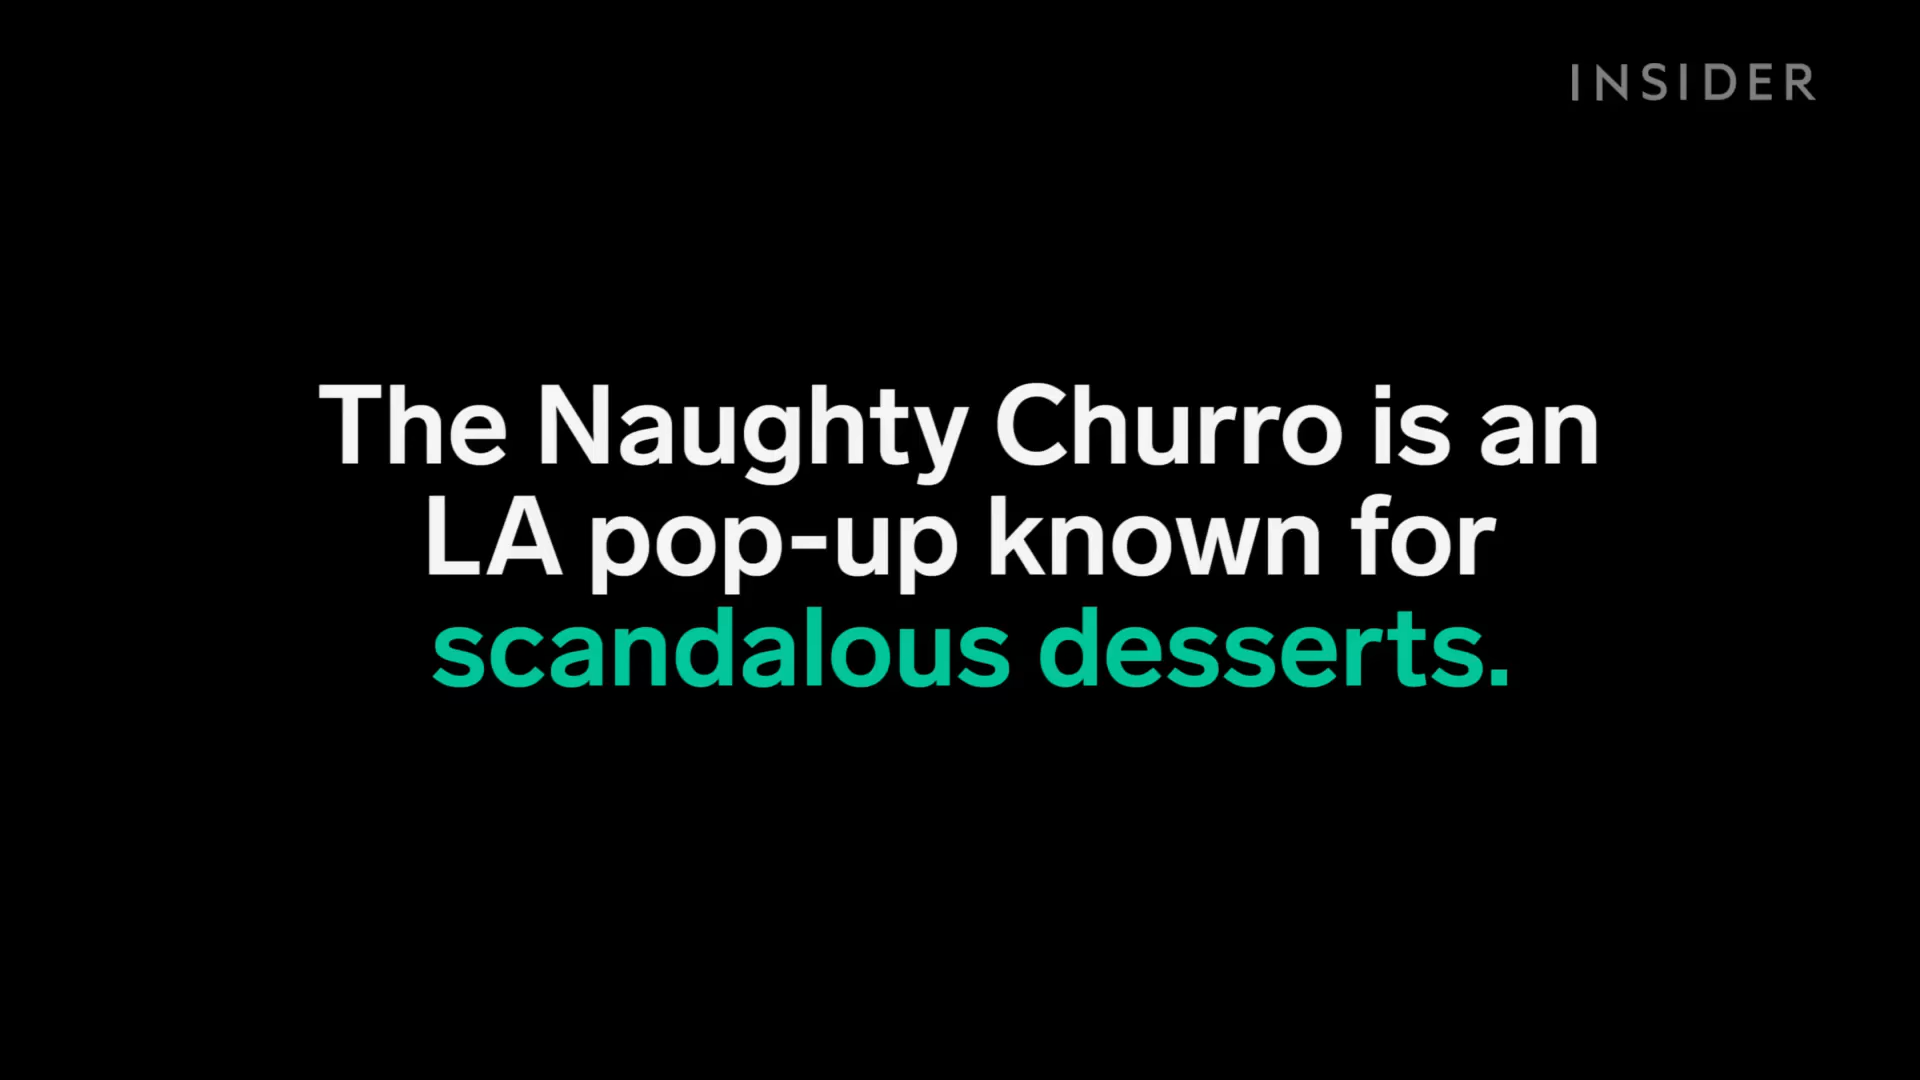 INSIDER
The Naughty Churro is an
LA pop-up known for
scandalous desserts.